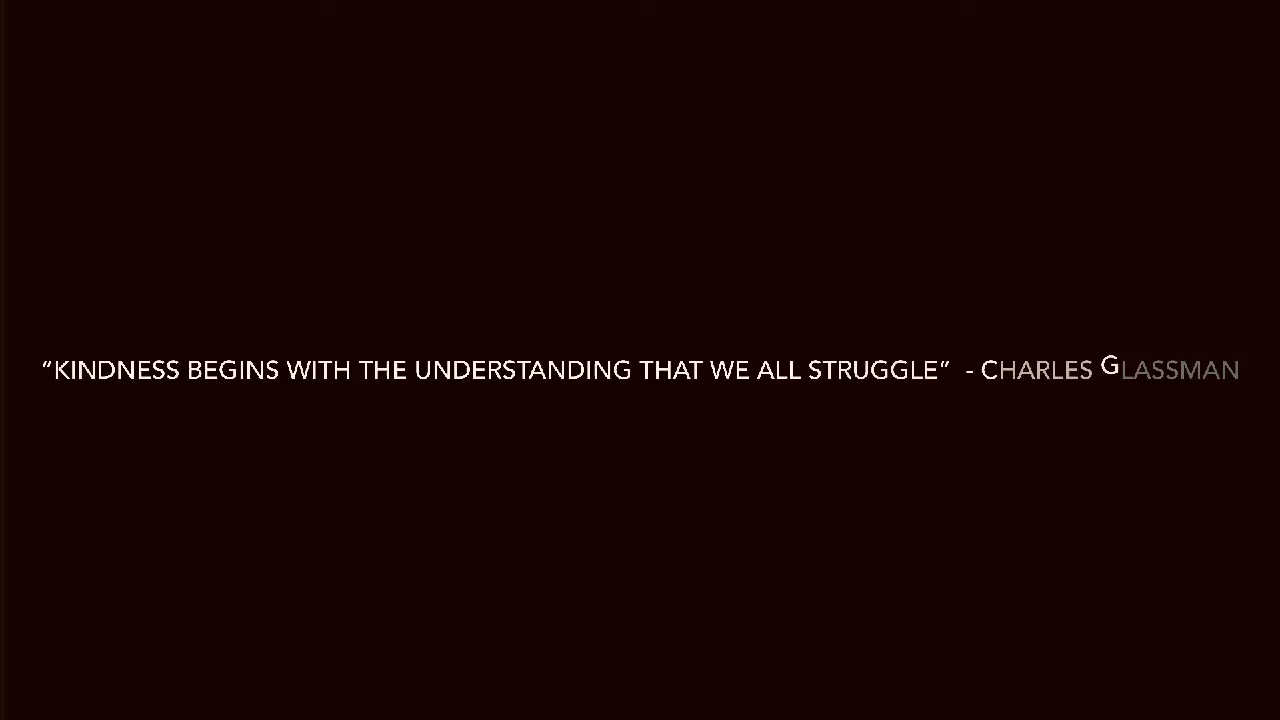 “KINDNESS BEGINS WITH THE UNDERSTANDING THAT WE ALL STRUGGLE” - CHARLES GLASSMAN